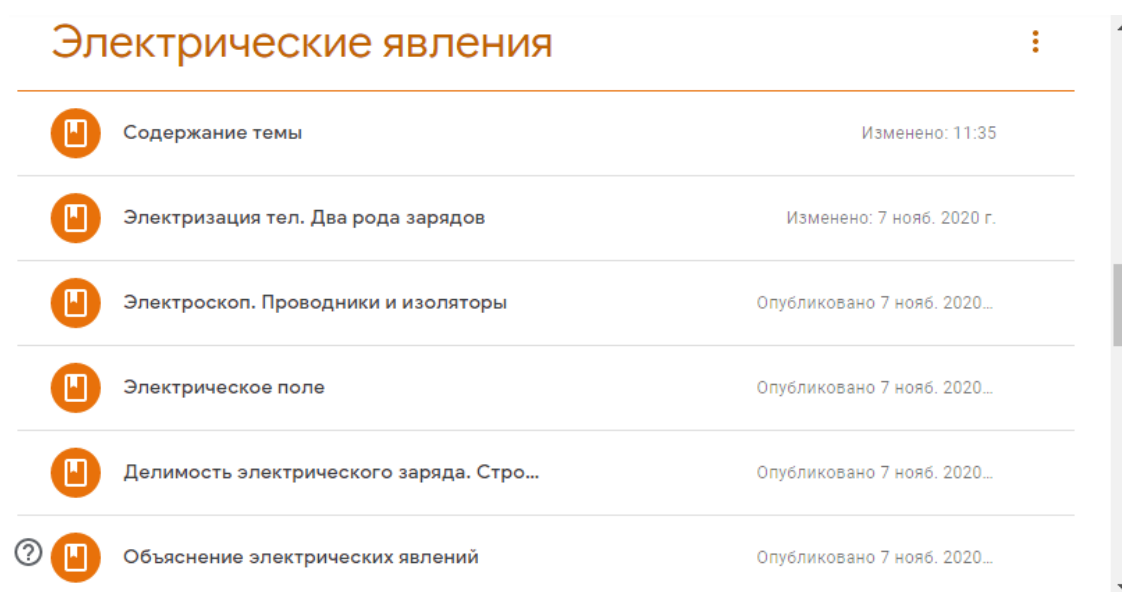 Электрические явления
Содержание темы Изменено: 11:35
Электризация тел. Два рода зарядов Изменено: 7 нояб. 2020 г.
Электроскоп. Проводники и изоляторы Опубликовано 7 нояб. 2020...
Электрическое поле Опубликовано 7 нояб. 2020...
Делимость электрического заряда. Стро... Опубликовано 7 нояб. 2020...
Объяснение электрических явлений Опубликовано 7 нояб. 2020...